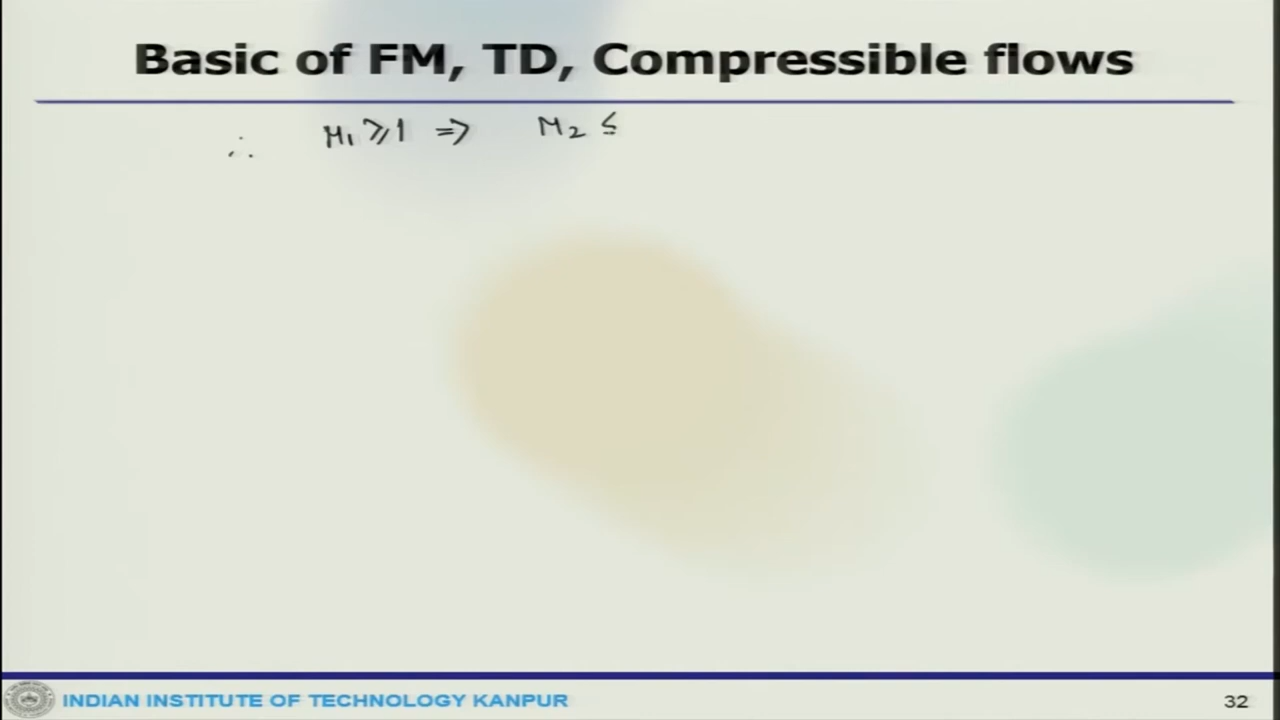 Basic of FM, TD, Compressible flows
∴ M₁ ⩾ 1 ⇒ M₂ ≤
INDIAN INSTITUTE OF TECHNOLOGY KANPUR
32